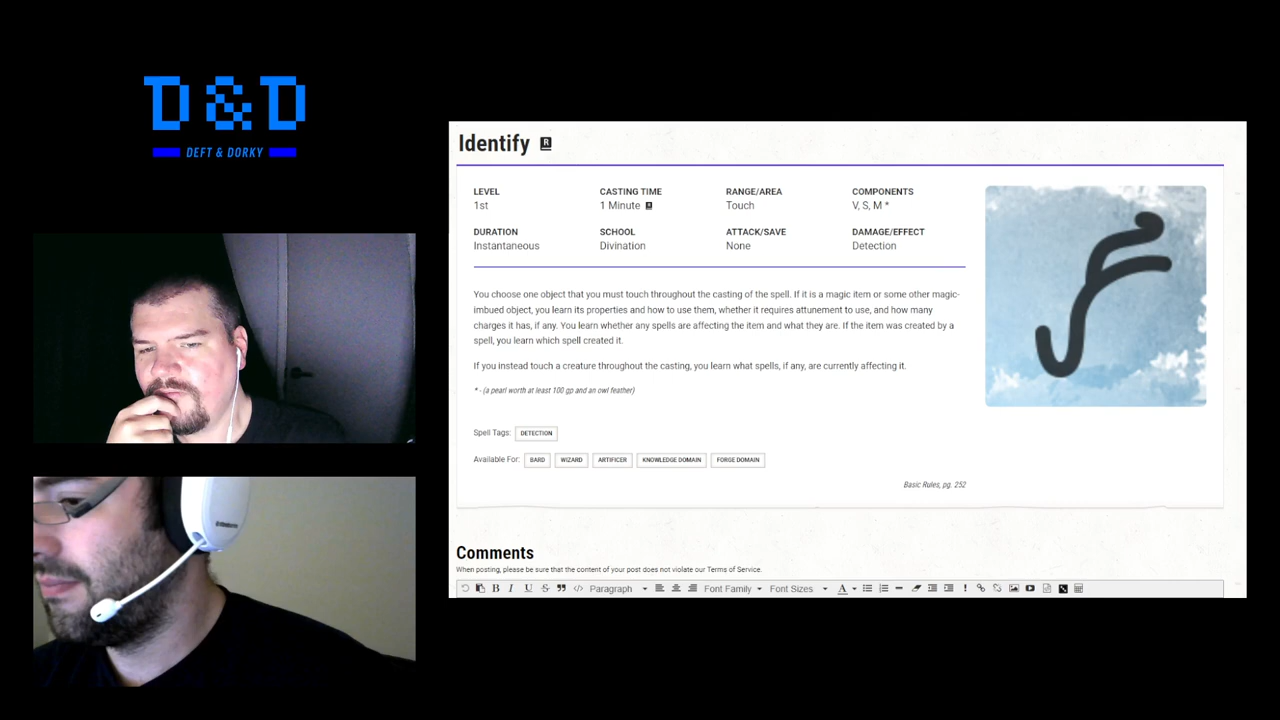 D&D
DEFT & DORKY
Identify
LEVEL
1st
CASTING TIME
1 Minute
RANGE/AREA
Touch
COMPONENTS
V, S, M *
DURATION
Instantaneous
SCHOOL
Divination
ATTACK/SAVE
None
DAMAGE/EFFECT
Detection
You choose one object that you must touch throughout the casting of the spell. If it is a magic item or some other magic-
imbued object, you learn its properties and how to use them, whether it requires attunement to use, and how many
charges it has, if any. You learn whether any spells are affecting the item and what they are. If the item was created by a
spell, you learn which spell created it.
If you instead touch a creature throughout the casting, you learn what spells, if any, are currently affecting it.
* - (a pearl worth at least 100 gp and an owl feather)
Spell Tags: DETECTION
Available For: BARD WIZARD ARTIFICER KNOWLEDGE DOMAIN FORGE DOMAIN
Basic Rules, pg. 252
Comments
When posting, please be sure that the content of your post does not violate our Terms of Service.
B I U S Paragraph Font Family Font Sizes A